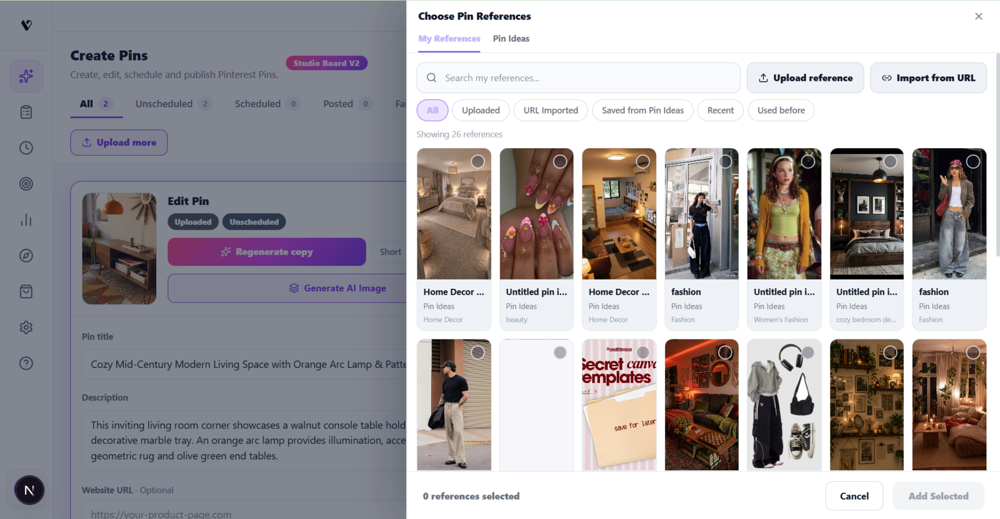 Create Pins
Studio Board V2
Create, edit, schedule and publish Pinterest Pins.
All 2
Unscheduled 2
Scheduled 0
Posted 0
Fai
Upload more
Edit Pin
Uploaded
Unscheduled
Regenerate copy
Short
Generate AI Image
Pin title
Cozy Mid-Century Modern Living Space with Orange Arc Lamp & Patte
Description
This inviting living room corner showcases a walnut console table hold
decorative marble tray. An orange arc lamp provides illumination, acce
geometric rug and olive green end tables.
Website URL · Optional
https://your-product-page.com
N
Choose Pin References
My References
Pin Ideas
Search my references...
Upload reference
Import from URL
All
Uploaded
URL Imported
Saved from Pin Ideas
Recent
Used before
Showing 26 references
Home Decor ...
Pin Ideas
Home Decor
Untitled pin i...
Pin Ideas
beauty
Home Decor ...
Pin Ideas
Home Decor
fashion
Pin Ideas
Fashion
Untitled pin i...
Pin Ideas
Women's Fashion
Untitled pin i...
Pin Ideas
cozy bedroom de...
fashion
Pin Ideas
Fashion
@wealthbyana
Secret canva
templates
save for later
0 references selected
Cancel
Add Selected